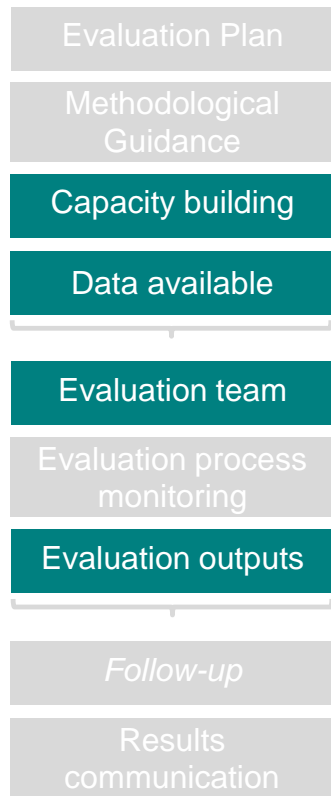 Evaluation Plan
Methodological
Guidance
Capacity building
Data available
Evaluation team
Evaluation process
monitoring
Evaluation outputs
Follow-up
Results
communication